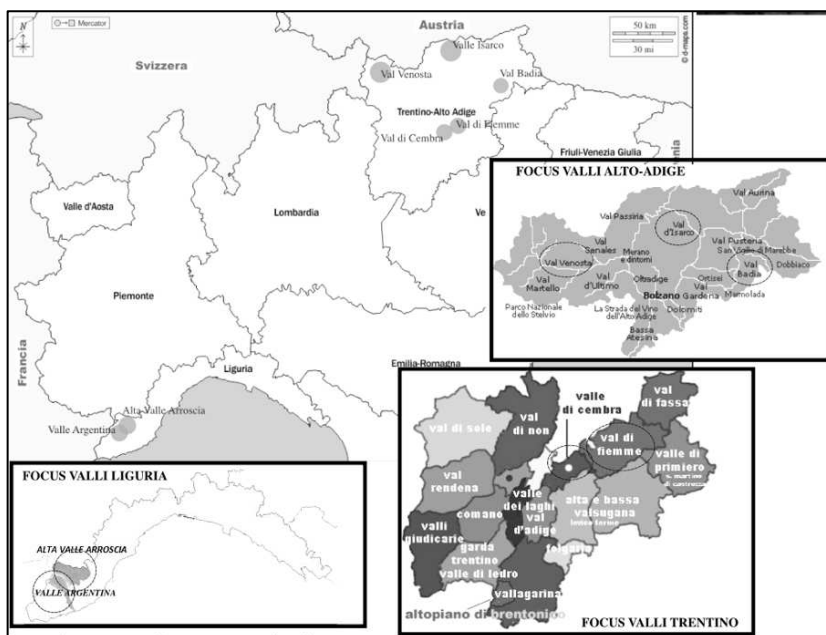 N
Mercator
Austria
50 km
30 mi
© d-maps.com
Svizzera
Valle Isarco
Val Venosta
Val Badia
Trentino-Alto Adige
Val di Fiemme
Val di Cembra
Friuli-Venezia Giulia
enia
Valle d'Aosta
Lombardia
Ve
Piemonte
Francia
Liguria
Emilia-Romagna
Alta Valle Arroscia
Valle Argentina
FOCUS VALLI ALTO-ADIGE
Val Aurina
Val Passiria
Val
d'Isarco
Val
Senales
Merano
e dintorni
Val Pusteria
San Vigilio di Marebba
Val Venosta
Val
Badia
Dobbiaco
Val
Martello
Val
d'Ultimo
Oltradige
Ortisei
Val
Gardena
Bolzano
Marmolada
Parco Nazionale
dello Stelvio
La Strada del Vino
dell'Alto Adige
Dolomiti
Bassa
Atesina
FOCUS VALLI LIGURIA
ALTA VALLE ARROSCIA
VALLE ARGENTINA
valle
di cembra
val
di fassa
val di sole
val
di non
val di
fiemme
valle di
primiero
val
rendena
valle
dei laghi
alta e bassa
valsugana
comano
val
d'adige
valli
giudicarie
garda
trentino
valle di ledro
folgaria
vallagarina
altopiano di brentonico
FOCUS VALLI TRENTINO